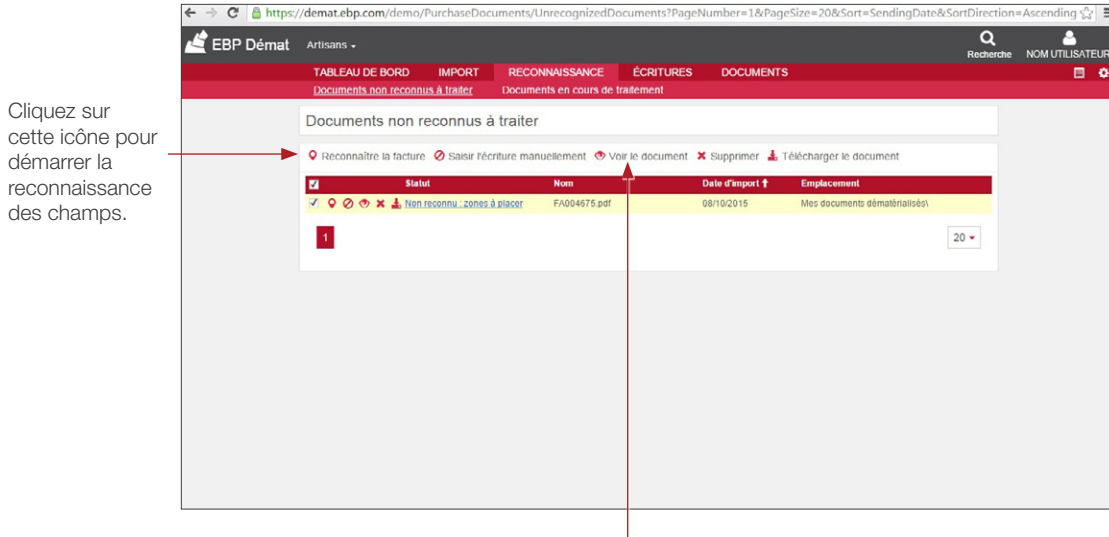 https://demat.ebp.com/demo/PurchaseDocuments/UnrecognizedDocuments?PageNumber=1&PageSize=20&Sort=SendingDate&SortDirection=Ascending
EBP Démat Artisans Recherche NOM UTILISATEUR
TABLEAU DE BORD IMPORT RECONNAISSANCE ÉCRITURES DOCUMENTS
Documents non reconnus à traiter Documents en cours de traitement
Cliquez sur
cette icône pour
démarrer la
reconnaissance
des champs.
Documents non reconnus à traiter
Reconnaître la facture Saisir l'écriture manuellement Voir le document Supprimer Télécharger le document
Statut Nom Date d'import Emplacement
Non reconnu : zones à placer FA004675.pdf 08/10/2015 Mes documents dématérialisés\
1 20